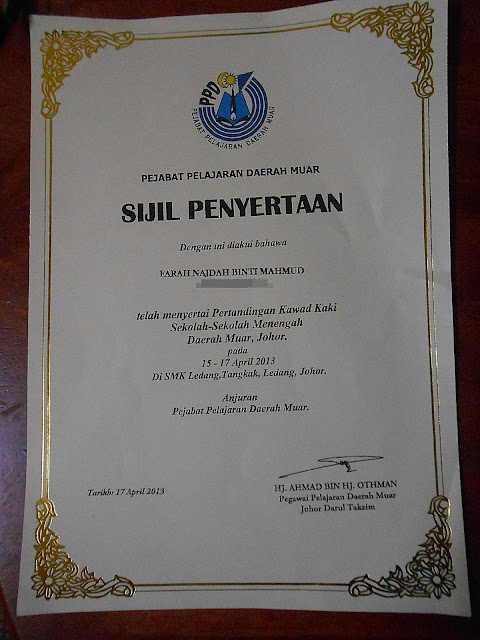 PPD
PEJABAT PELAJARAN DAERAH MUAR
PEJABAT PELAJARAN DAERAH MUAR
SIJIL PENYERTAAN
Dengan ini diakui bahawa
FARAH NAJDAH BINTI MAHMUD
telah menyertai Pertandingan Kawad Kaki
Sekolah-Sekolah Menengah
Daerah Muar, Johor.
pada
15 - 17 April 2013
Di SMK Ledang,Tangkak, Ledang, Johor.
Anjuran
Pejabat Pelajaran Daerah Muar.
HJ. AHMAD BIN HJ. OTHMAN
Tarikh: 17 April 2013
Pegawai Pelajaran Daerah Muar
Johor Darul Takzim